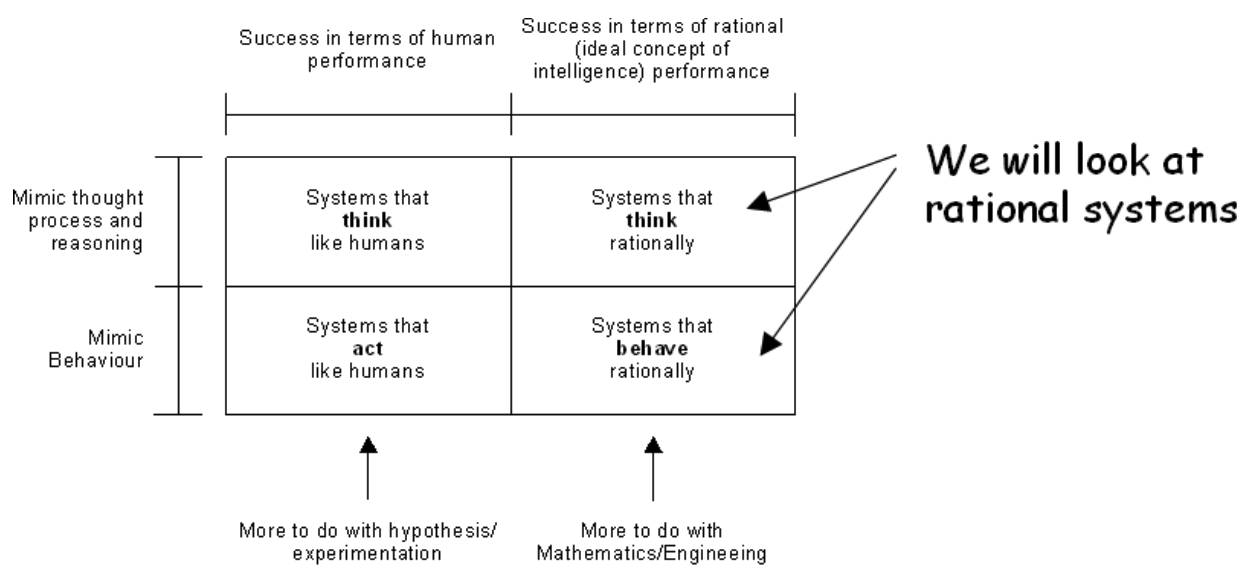 Success in terms of human
performance
Success in terms of rational
(ideal concept of
intelligence) performance
We will look at
rational systems
Mimic thought
process and
reasoning
Systems that
think
like humans
Systems that
think
rationally
Mimic
Behaviour
Systems that
act
like humans
Systems that
behave
rationally
More to do with hypothesis/
experimentation
More to do with
Mathematics/Engineeing